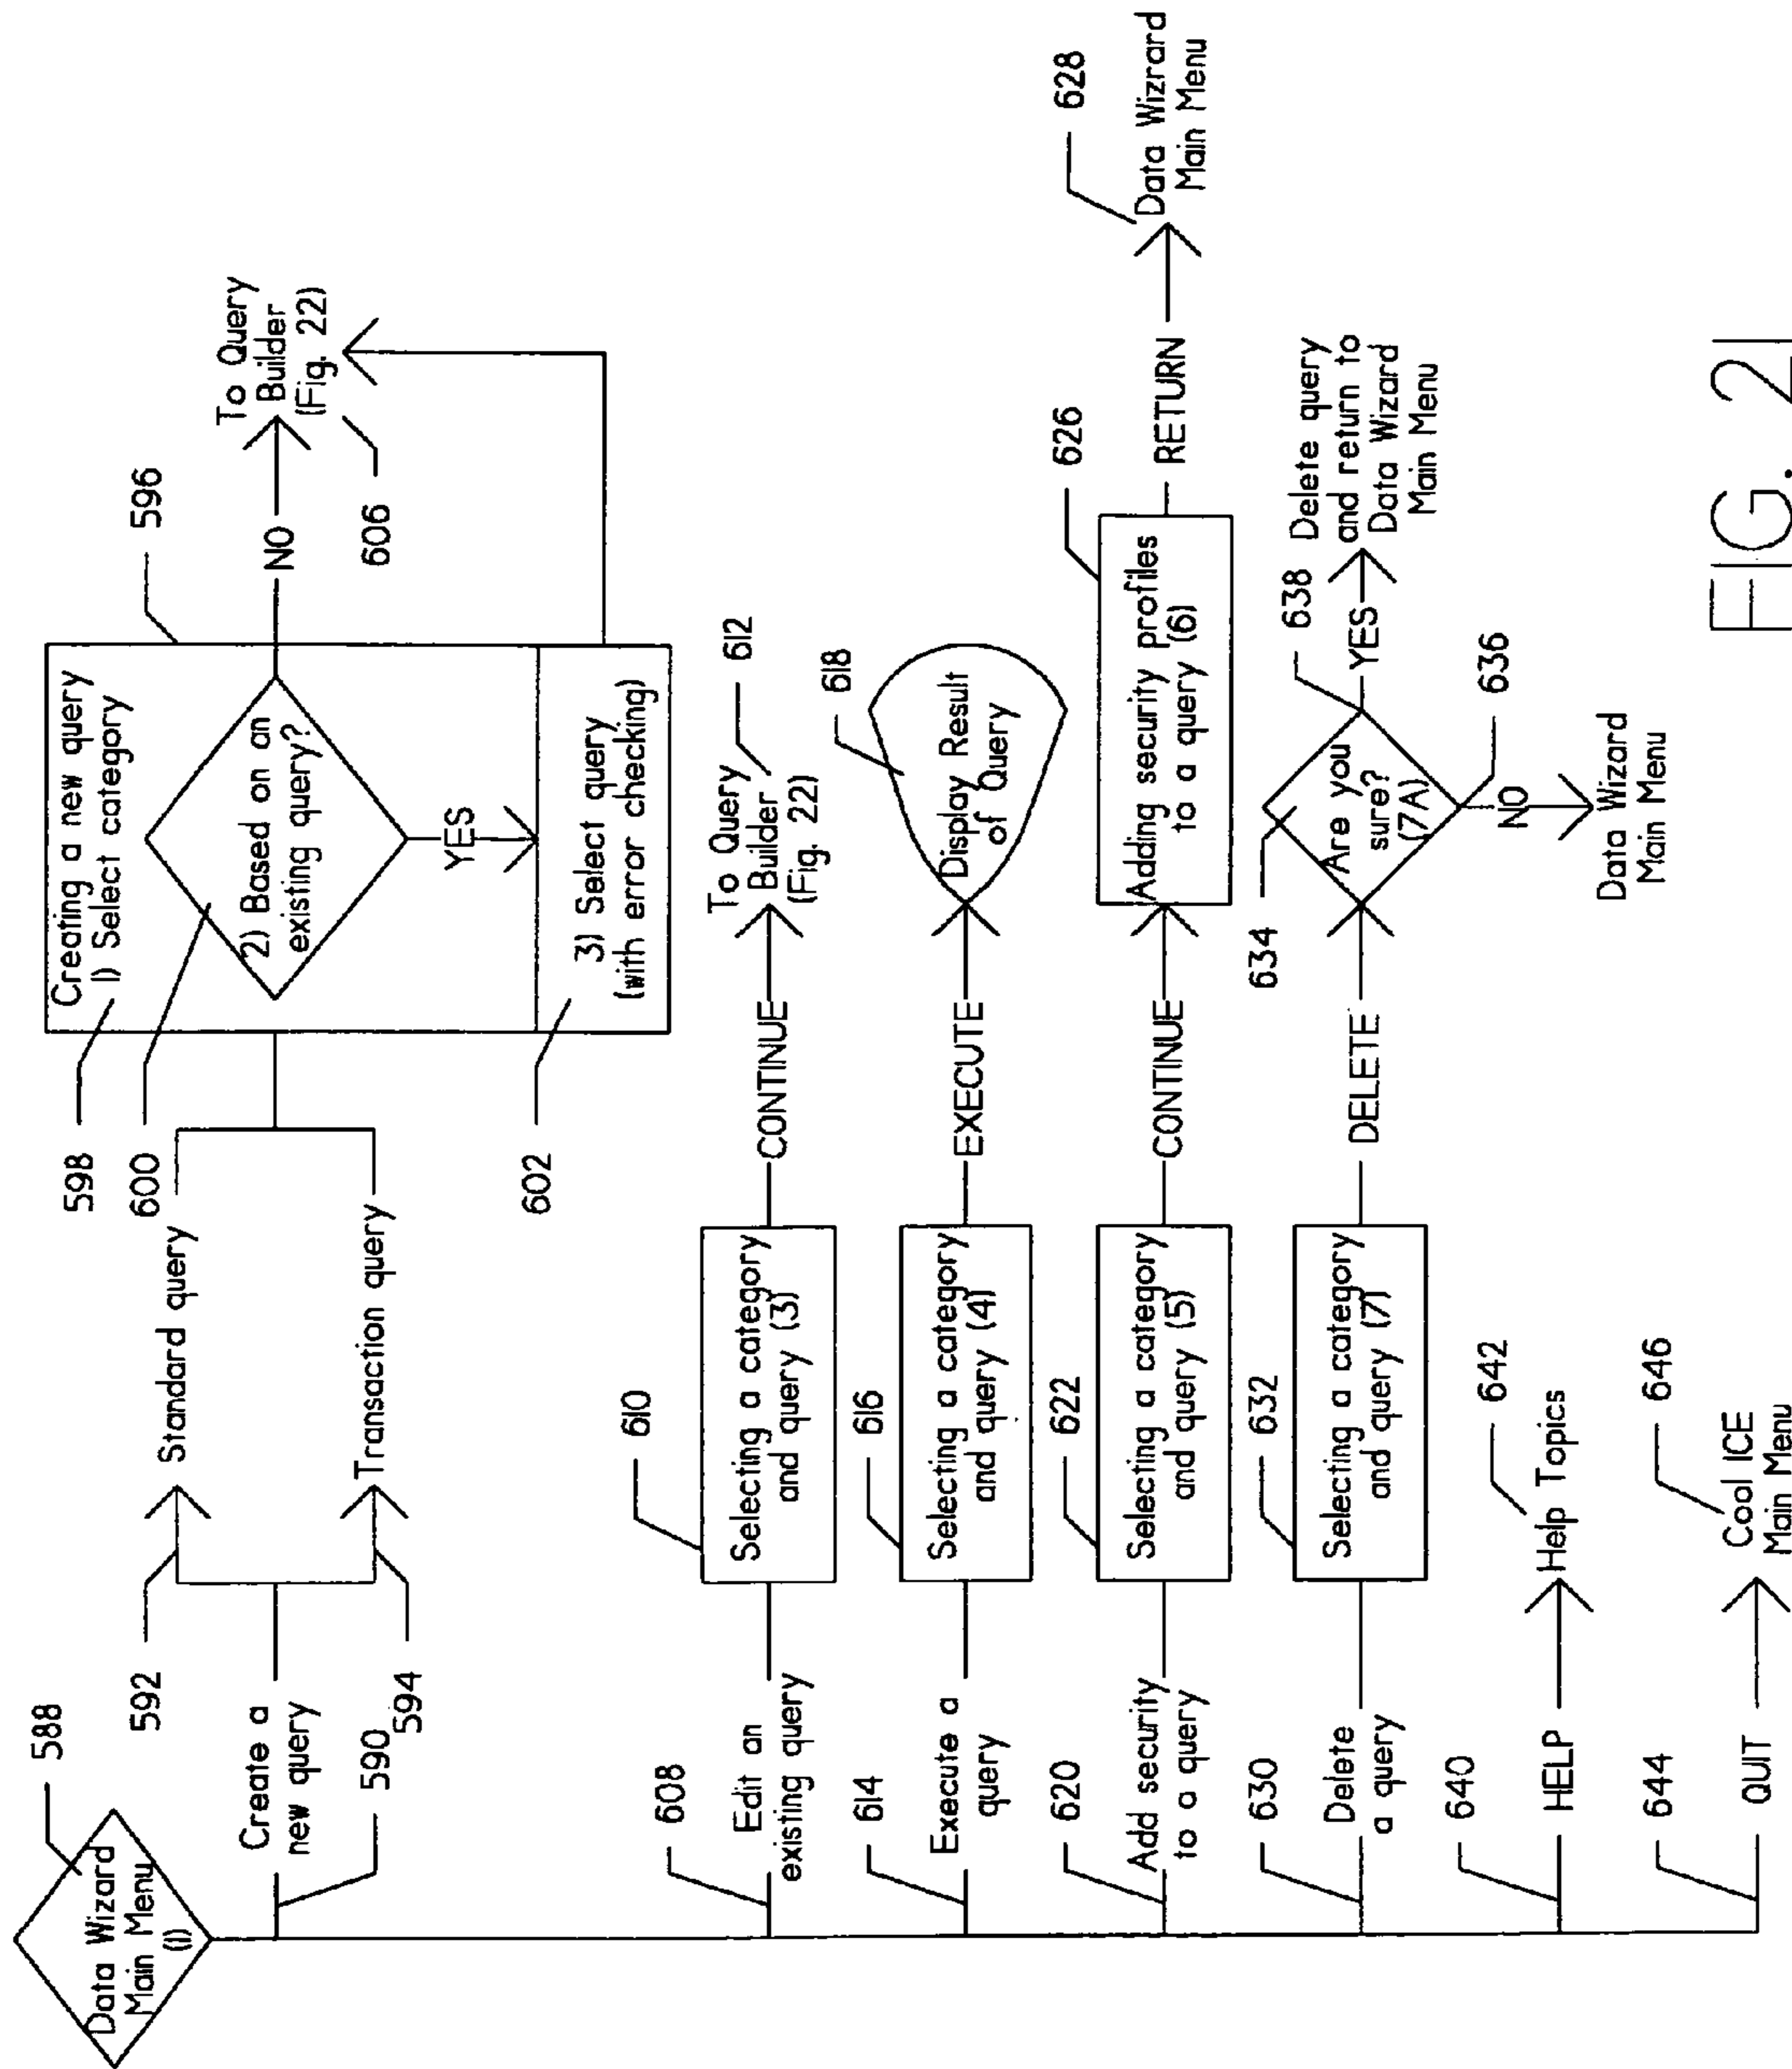 588
Data Wizard
Main Menu
(1)
Create a
new query
590
592
Standard query
594
Transaction query
596
598
Creating a new query
1) Select category
600
2) Based on an
existing query?
NO
To Query
Builder
(Fig. 22)
606
YES
602
3) Select query
(with error checking)
608
Edit an
existing query
610
Selecting a category
and query (3)
CONTINUE
To Query
Builder
(Fig. 22)
612
614
Execute a
query
616
Selecting a category
and query (4)
EXECUTE
618
Display Result
of Query
620
Add security
to a query
622
Selecting a category
and query (5)
CONTINUE
626
Adding security profiles
to a query (6)
RETURN
628
Data Wizrard
Main Menu
630
Delete
a query
632
Selecting a category
and query (7)
DELETE
634
Are you
sure?
(7A)
638
YES
Delete query
and return to
Data Wizard
Main Menu
636
NO
Data Wizard
Main Menu
640
HELP
642
Help Topics
644
QUIT
646
Cool ICE
Main Menu
FIG. 21